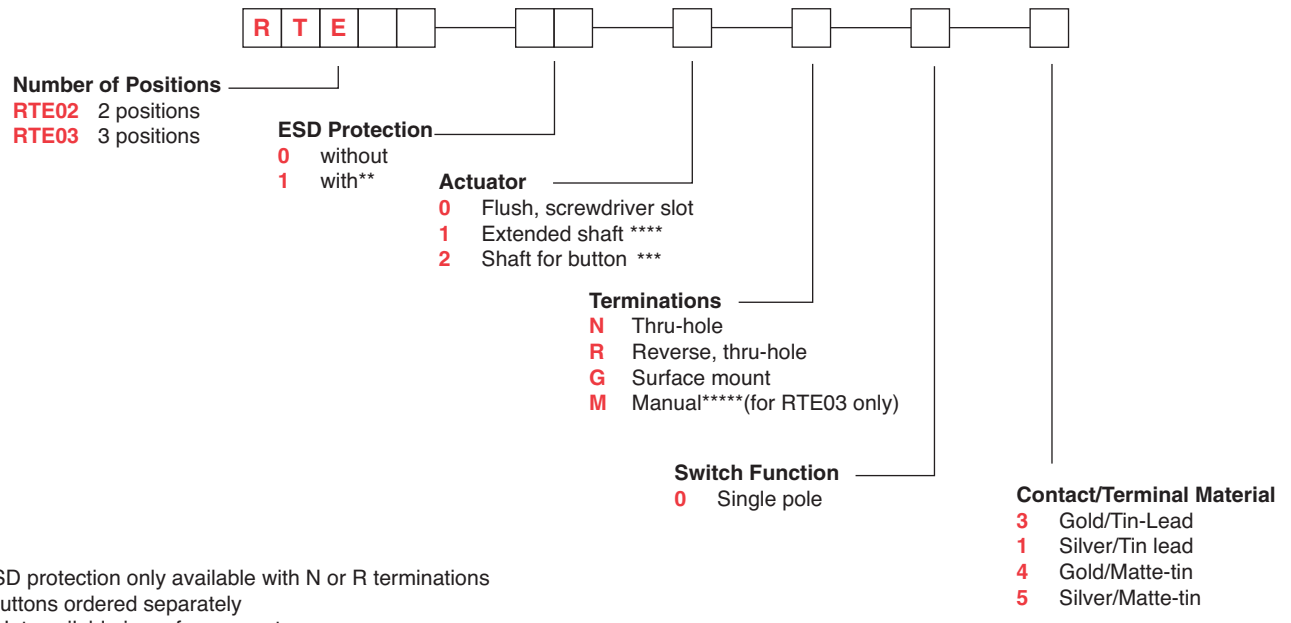 R T E
Number of Positions
RTE02 2 positions
RTE03 3 positions
ESD Protection
0 without
1 with**
Actuator
0 Flush, screwdriver slot
1 Extended shaft ****
2 Shaft for button ***
Terminations
N Thru-hole
R Reverse, thru-hole
G Surface mount
M Manual*****(for RTE03 only)
Switch Function
0 Single pole
Contact/Terminal Material
3 Gold/Tin-Lead
1 Silver/Tin lead
4 Gold/Matte-tin
5 Silver/Matte-tin
SD protection only available with N or R terminations
uttons ordered separately